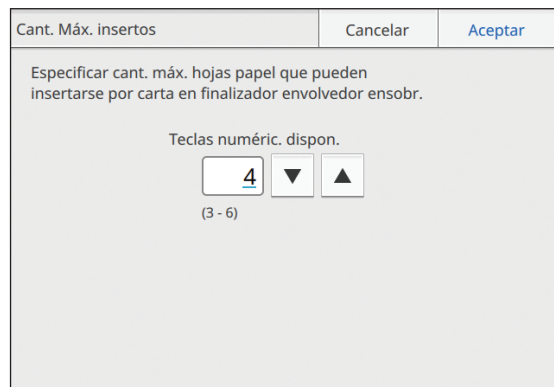 Cant. Máx. insertos
Cancelar
Aceptar
Especificar cant. máx. hojas papel que pueden
insertarse por carta en finalizador envolvedor ensobr.
Teclas numéric. dispon.
4
(3 - 6)